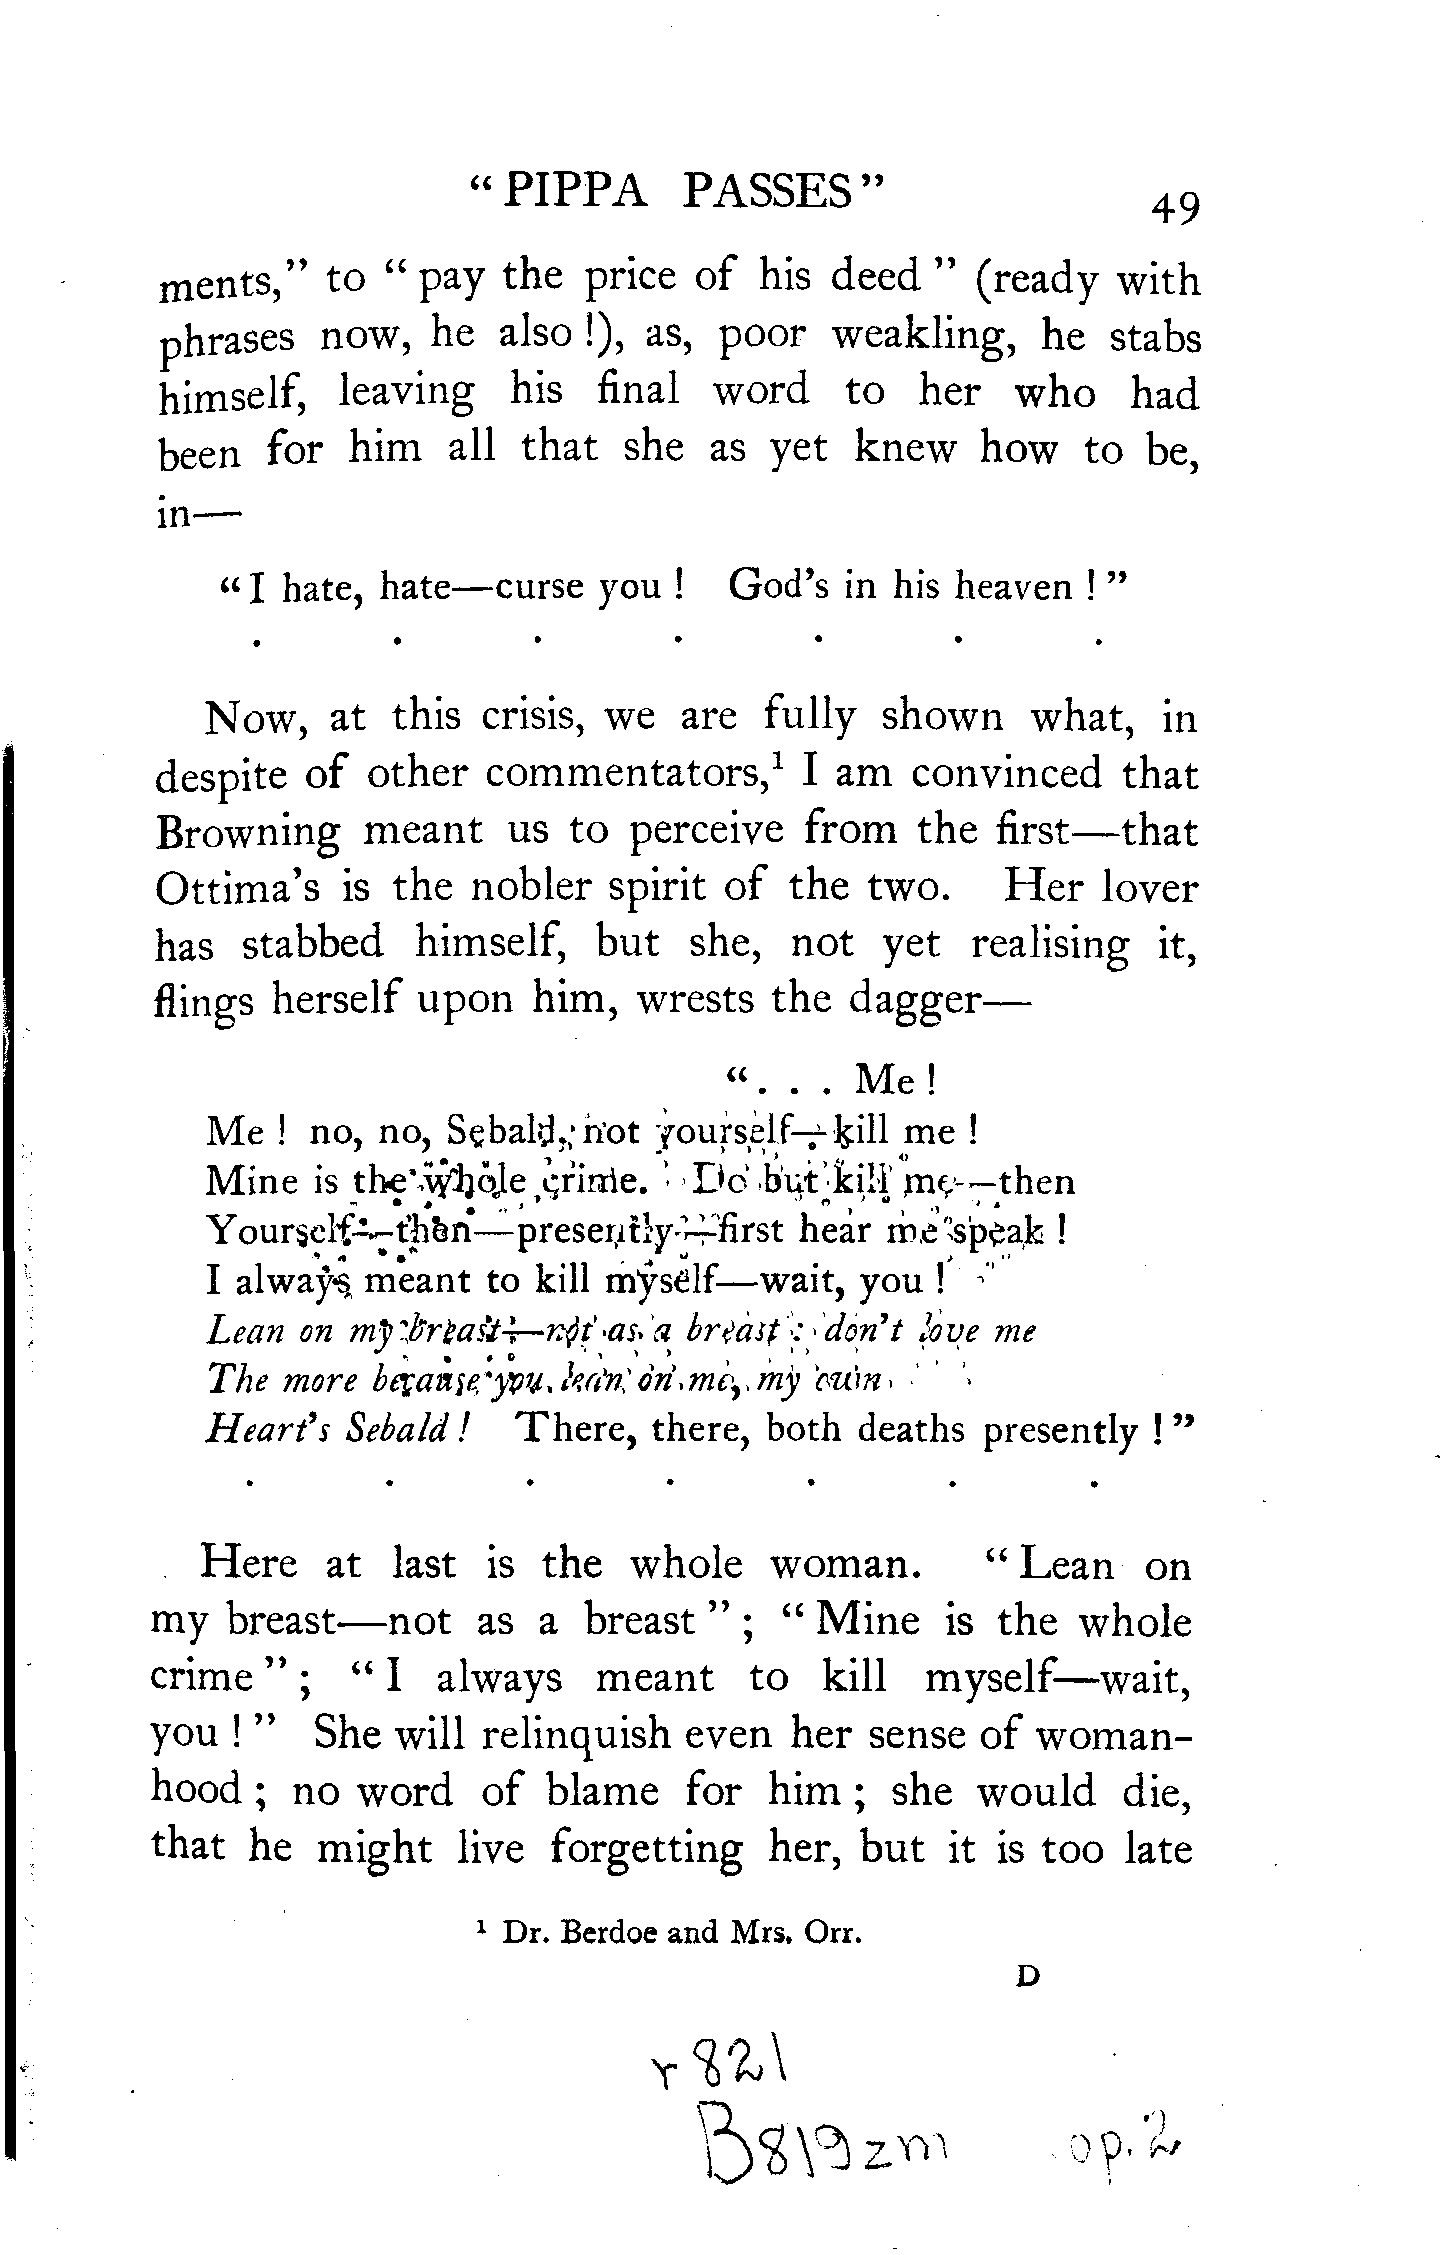 "PIPPA PASSES"
49
ments," to "pay the price of his deed" (ready with
phrases now, he also!), as, poor weakling, he stabs
himself, leaving his final word to her who had
been for him all that she as yet knew how to be,
in—
"I hate, hate—curse you! God's in his heaven!"
. . . . . . .
Now, at this crisis, we are fully shown what, in
despite of other commentators,¹ I am convinced that
Browning meant us to perceive from the first—that
Ottima's is the nobler spirit of the two. Her lover
has stabbed himself, but she, not yet realising it,
flings herself upon him, wrests the dagger—
". . . Me!
Me! no, no, Sebald, not yourself—kill me!
Mine is the whole crime. Do but kill me—then
Yourself—then—presently—first hear me speak!
I always meant to kill myself—wait, you!
Lean on my breast—not as a breast; don't love me
The more because you lean on me, my own
Heart's Sebald! There, there, both deaths presently!"
. . . . . . .
Here at last is the whole woman. "Lean on
my breast—not as a breast"; "Mine is the whole
crime"; "I always meant to kill myself—wait,
you!" She will relinquish even her sense of woman-
hood; no word of blame for him; she would die,
that he might live forgetting her, but it is too late
¹ Dr. Berdoe and Mrs. Orr.
D
r821
B819zm op.2